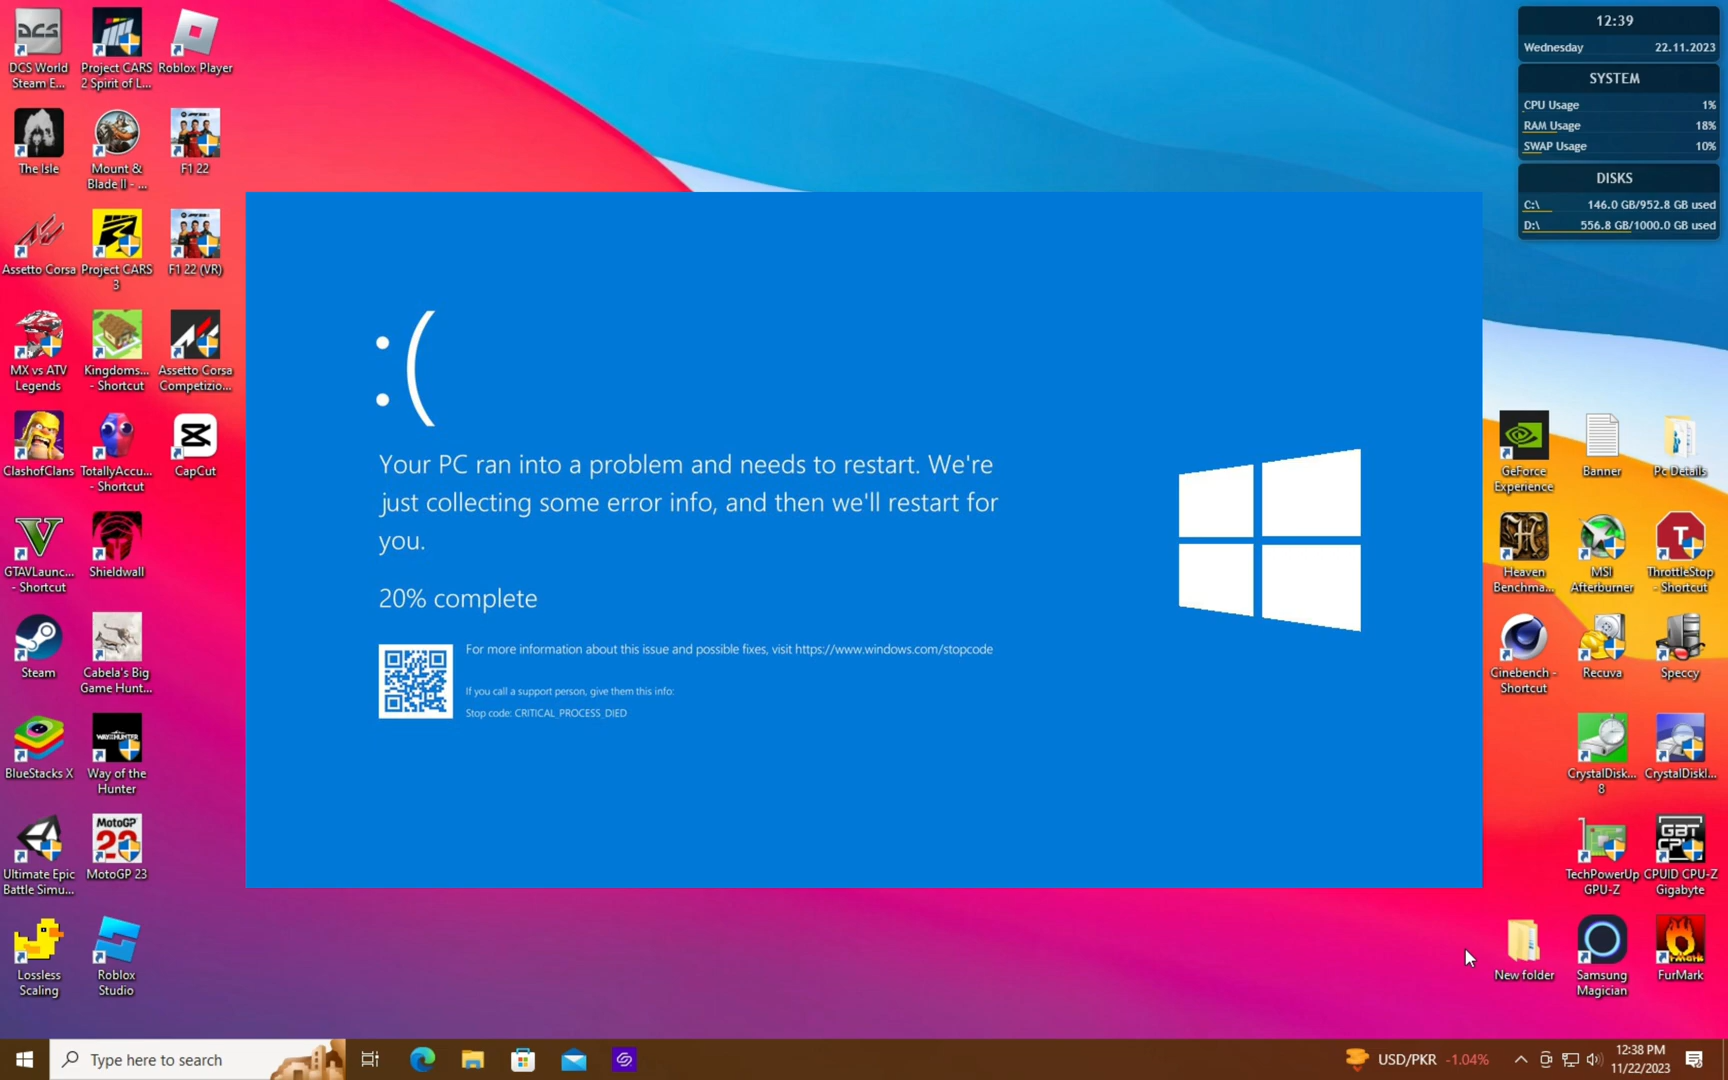 DCS World
Steam E...
Project CARS
2 Spirit of L...
Roblox Player
The Isle
Mount &
Blade II - ...
F1 22
Assetto Corsa
Project CARS
3
F1 22 (VR)
MX vs ATV
Legends
Kingdoms...
- Shortcut
Assetto Corsa
Competizio...
ClashofClans
TotallyAccu...
- Shortcut
CapCut
GTAVLaunc...
- Shortcut
Shieldwall
Steam
Cabela's Big
Game Hunt...
BlueStacks X
Way of the
Hunter
Ultimate Epic
Battle Simu...
MotoGP 23
Lossless
Scaling
Roblox
Studio
:(
Your PC ran into a problem and needs to restart. We're
just collecting some error info, and then we'll restart for
you.
20% complete
For more information about this issue and possible fixes, visit https://www.windows.com/stopcode
If you call a support person, give them this info:
Stop code: CRITICAL_PROCESS_DIED
12:39
Wednesday 22.11.2023
SYSTEM
CPU Usage 1%
RAM Usage 18%
SWAP Usage 10%
DISKS
C:\ 146.0 GB/952.8 GB used
D:\ 556.8 GB/1000.0 GB used
GeForce
Experience
Banner
Pc Details
Heaven
Benchma...
MSI
Afterburner
ThrottleStop
- Shortcut
Cinebench -
Shortcut
Recuva
Speccy
CrystalDisk...
8
CrystalDiskI...
TechPowerUp
GPU-Z
CPUID CPU-Z
Gigabyte
New folder
Samsung
Magician
FurMark
Type here to search
USD/PKR -1.04%
12:38 PM
11/22/2023